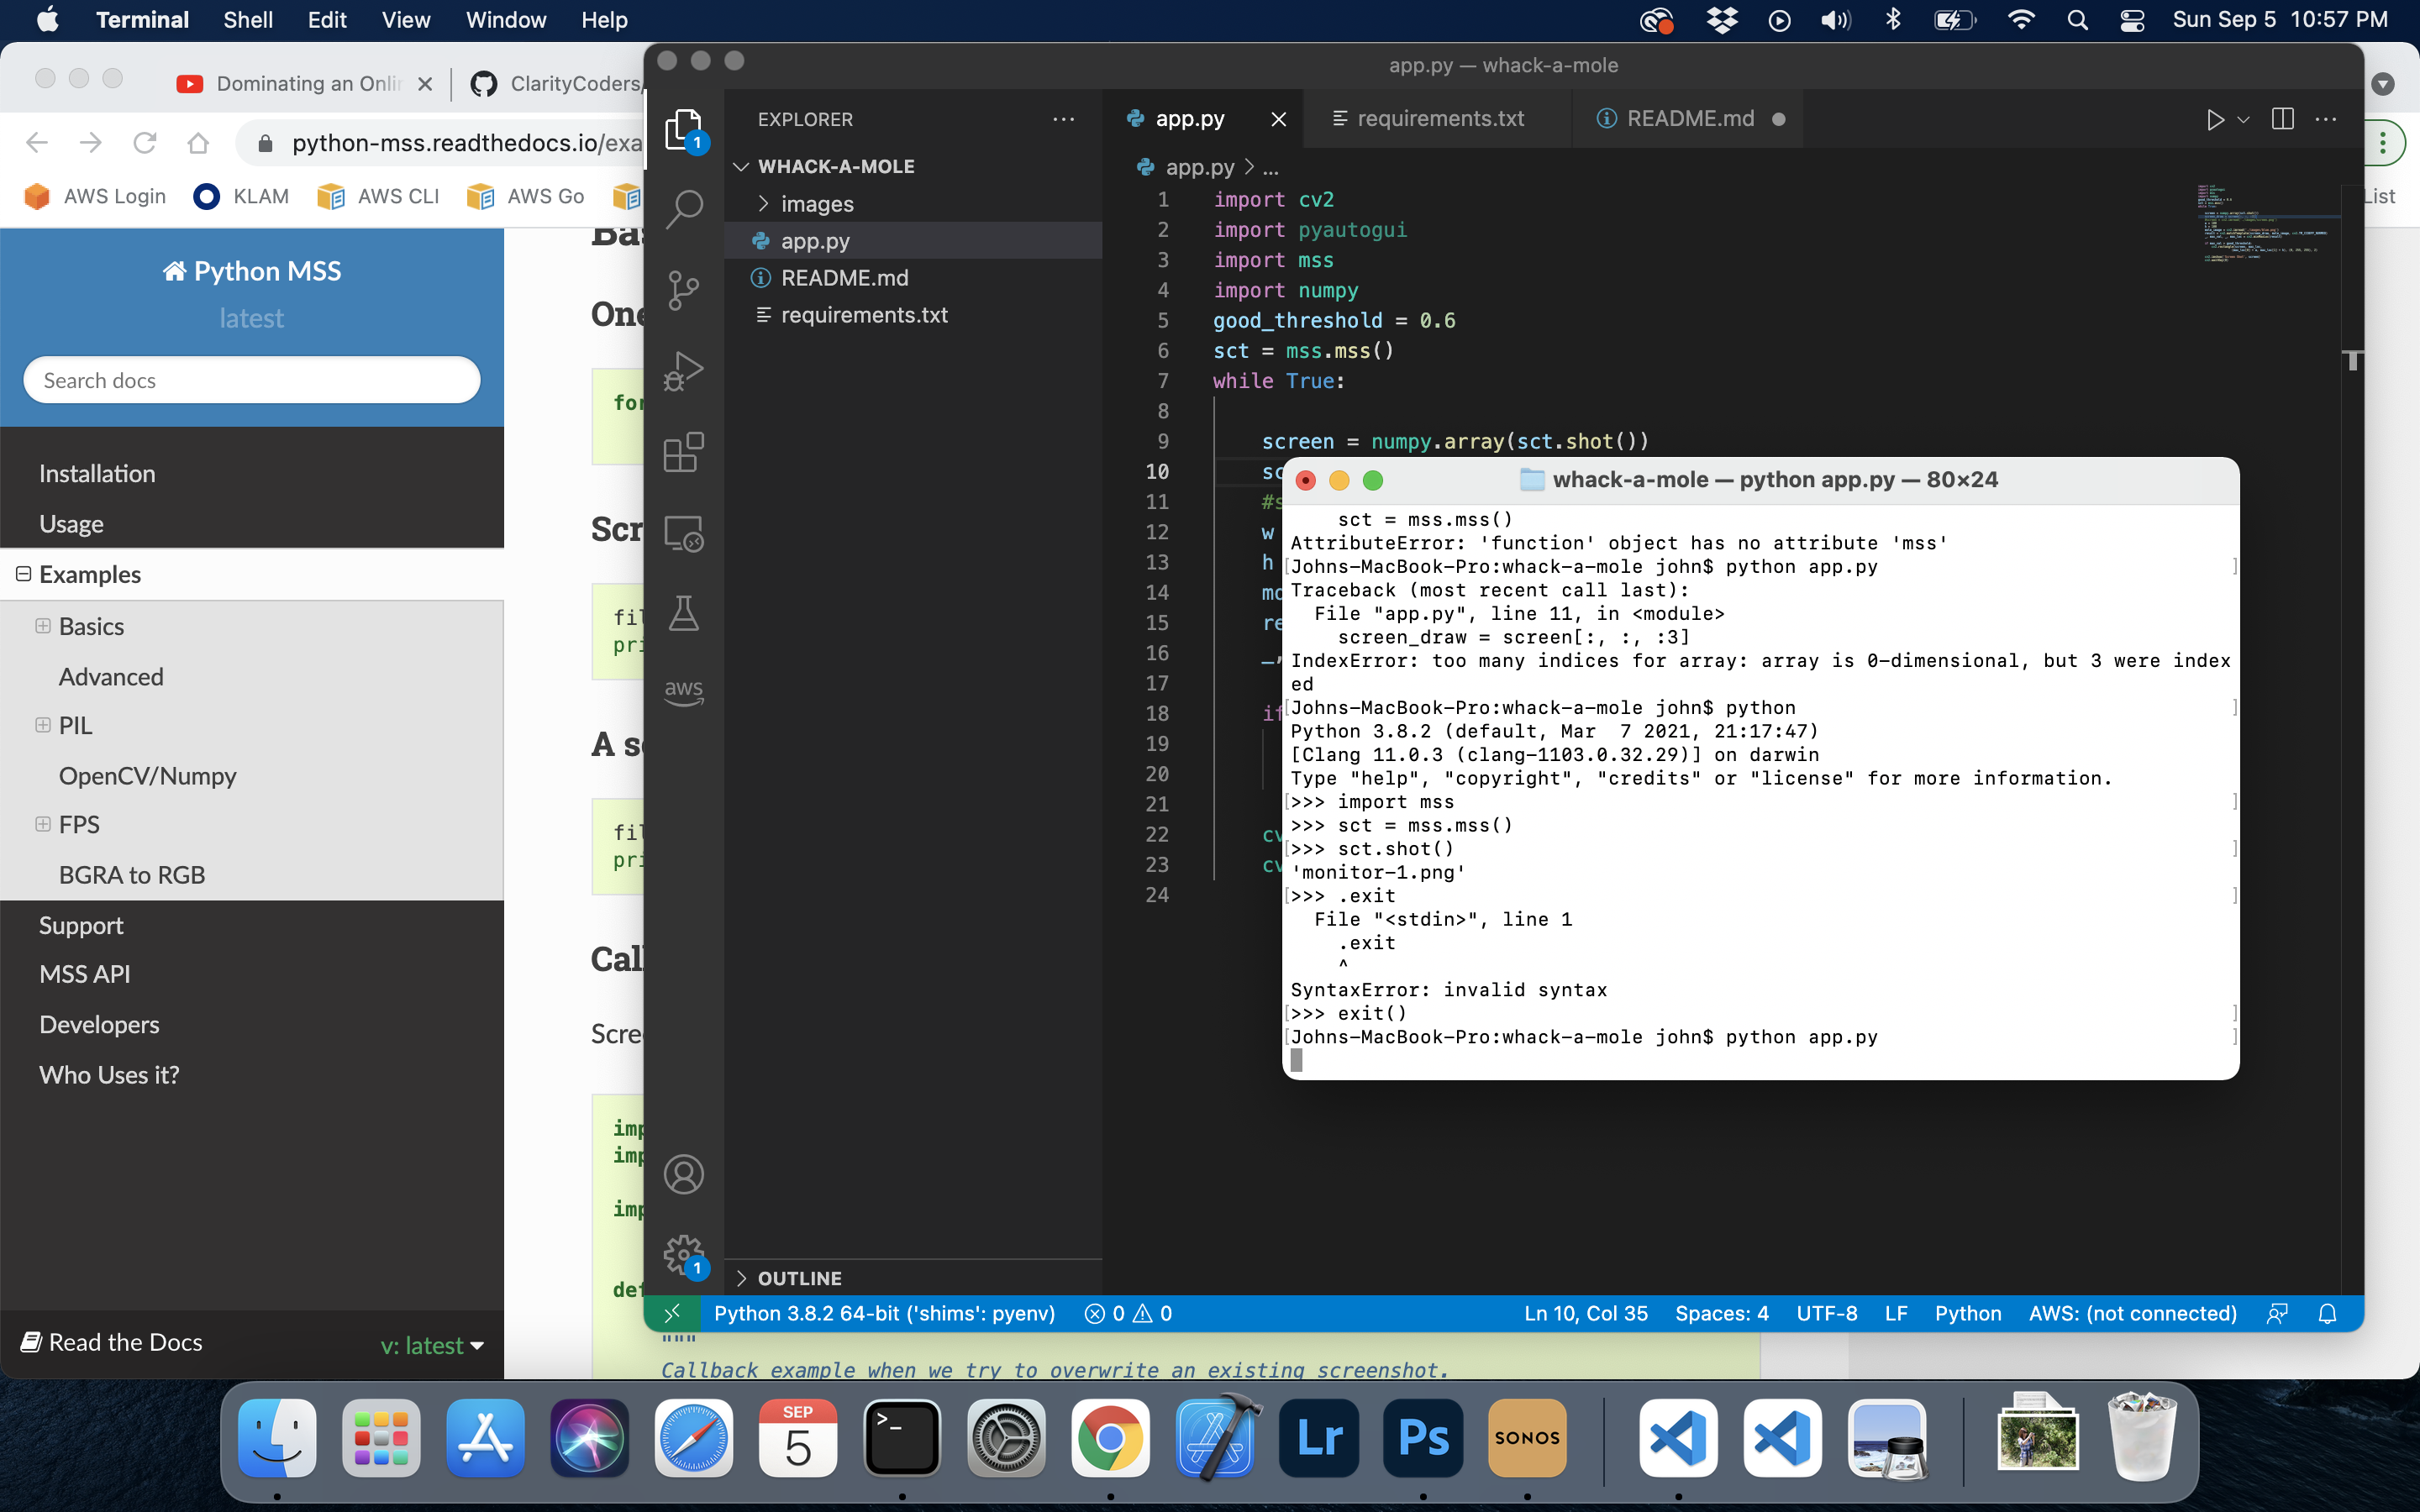 Terminal Shell Edit View Window Help Sun Sep 5 10:57 PM
Dominating an Onli ClarityCoders/
python-mss.readthedocs.io/exa
AWS Login KLAM AWS CLI AWS Go List
Python MSS
latest
Search docs
Installation
Usage
Examples
Basics
Advanced
PIL
OpenCV/Numpy
FPS
BGRA to RGB
Support
MSS API
Developers
Who Uses it?
Read the Docs v: latest
Bas
One
for
Scr
fil
pri
A s
fil
pri
Cal
Scre
imp
imp
imp
def
"""
Callback example when we try to overwrite an existing screenshot.
app.py — whack-a-mole
EXPLORER
WHACK-A-MOLE
images
app.py
README.md
requirements.txt
OUTLINE
aws
1
1
app.py requirements.txt README.md
app.py > ...
1 import cv2
2 import pyautogui
3 import mss
4 import numpy
5 good_threshold = 0.6
6 sct = mss.mss()
7 while True:
8
9 screen = numpy.array(sct.shot())
10 sc
11 #s
12 w
13 h
14 mo
15 re
16 _,
17
18 if
19
20
21
22 cv
23 cv
24
whack-a-mole — python app.py — 80×24
sct = mss.mss()
AttributeError: 'function' object has no attribute 'mss'
[Johns-MacBook-Pro:whack-a-mole john$ python app.py ]
Traceback (most recent call last):
File "app.py", line 11, in <module>
screen_draw = screen[:, :, :3]
IndexError: too many indices for array: array is 0-dimensional, but 3 were index
ed
[Johns-MacBook-Pro:whack-a-mole john$ python ]
Python 3.8.2 (default, Mar  7 2021, 21:17:47)
[Clang 11.0.3 (clang-1103.0.32.29)] on darwin
Type "help", "copyright", "credits" or "license" for more information.
[>>> import mss ]
>>> sct = mss.mss()
[>>> sct.shot() ]
'monitor-1.png'
[>>> .exit ]
File "<stdin>", line 1
.exit
^
SyntaxError: invalid syntax
[>>> exit() ]
[Johns-MacBook-Pro:whack-a-mole john$ python app.py ]
Python 3.8.2 64-bit ('shims': pyenv) 0 0 Ln 10, Col 35 Spaces: 4 UTF-8 LF Python AWS: (not connected)
SEP
5
>_
Lr
Ps
SONOS